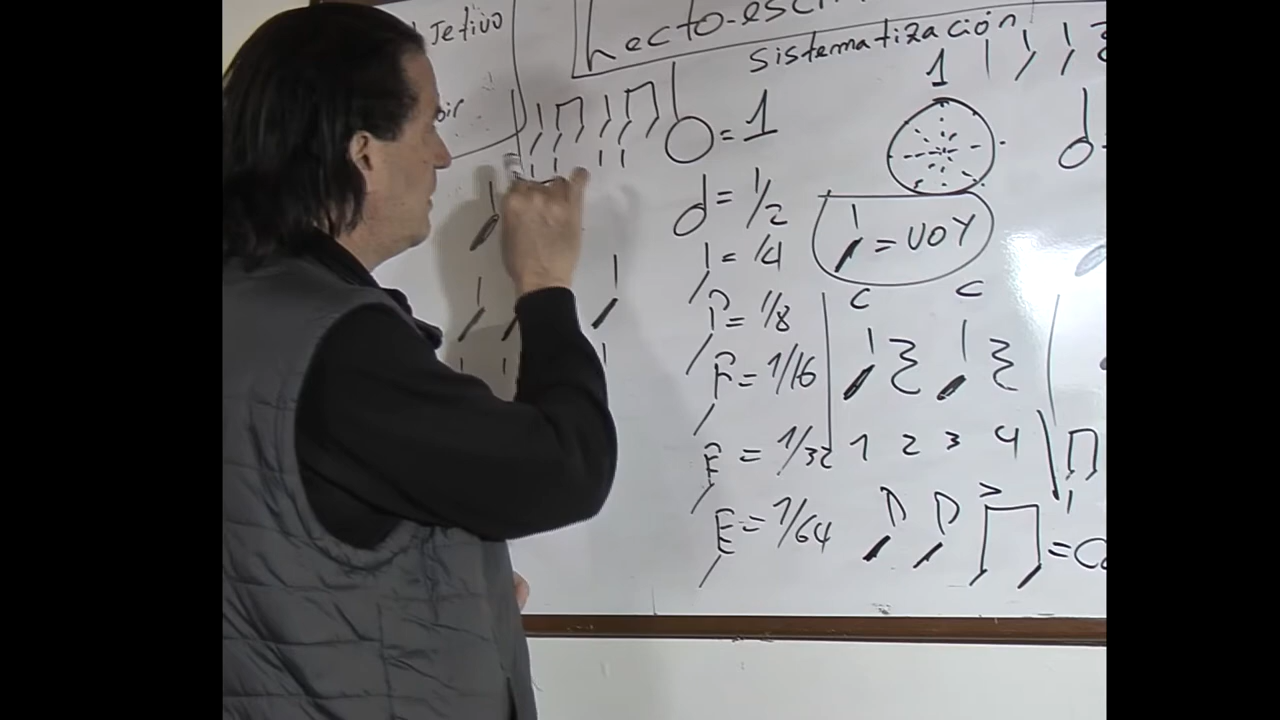 hecto-esc
sistematización
jetivo
1
= 1
= 1/2
= VOY
= 1/4
= 1/8
C C
= 1/16
= 1/32
1 2 3 4
= 1/64